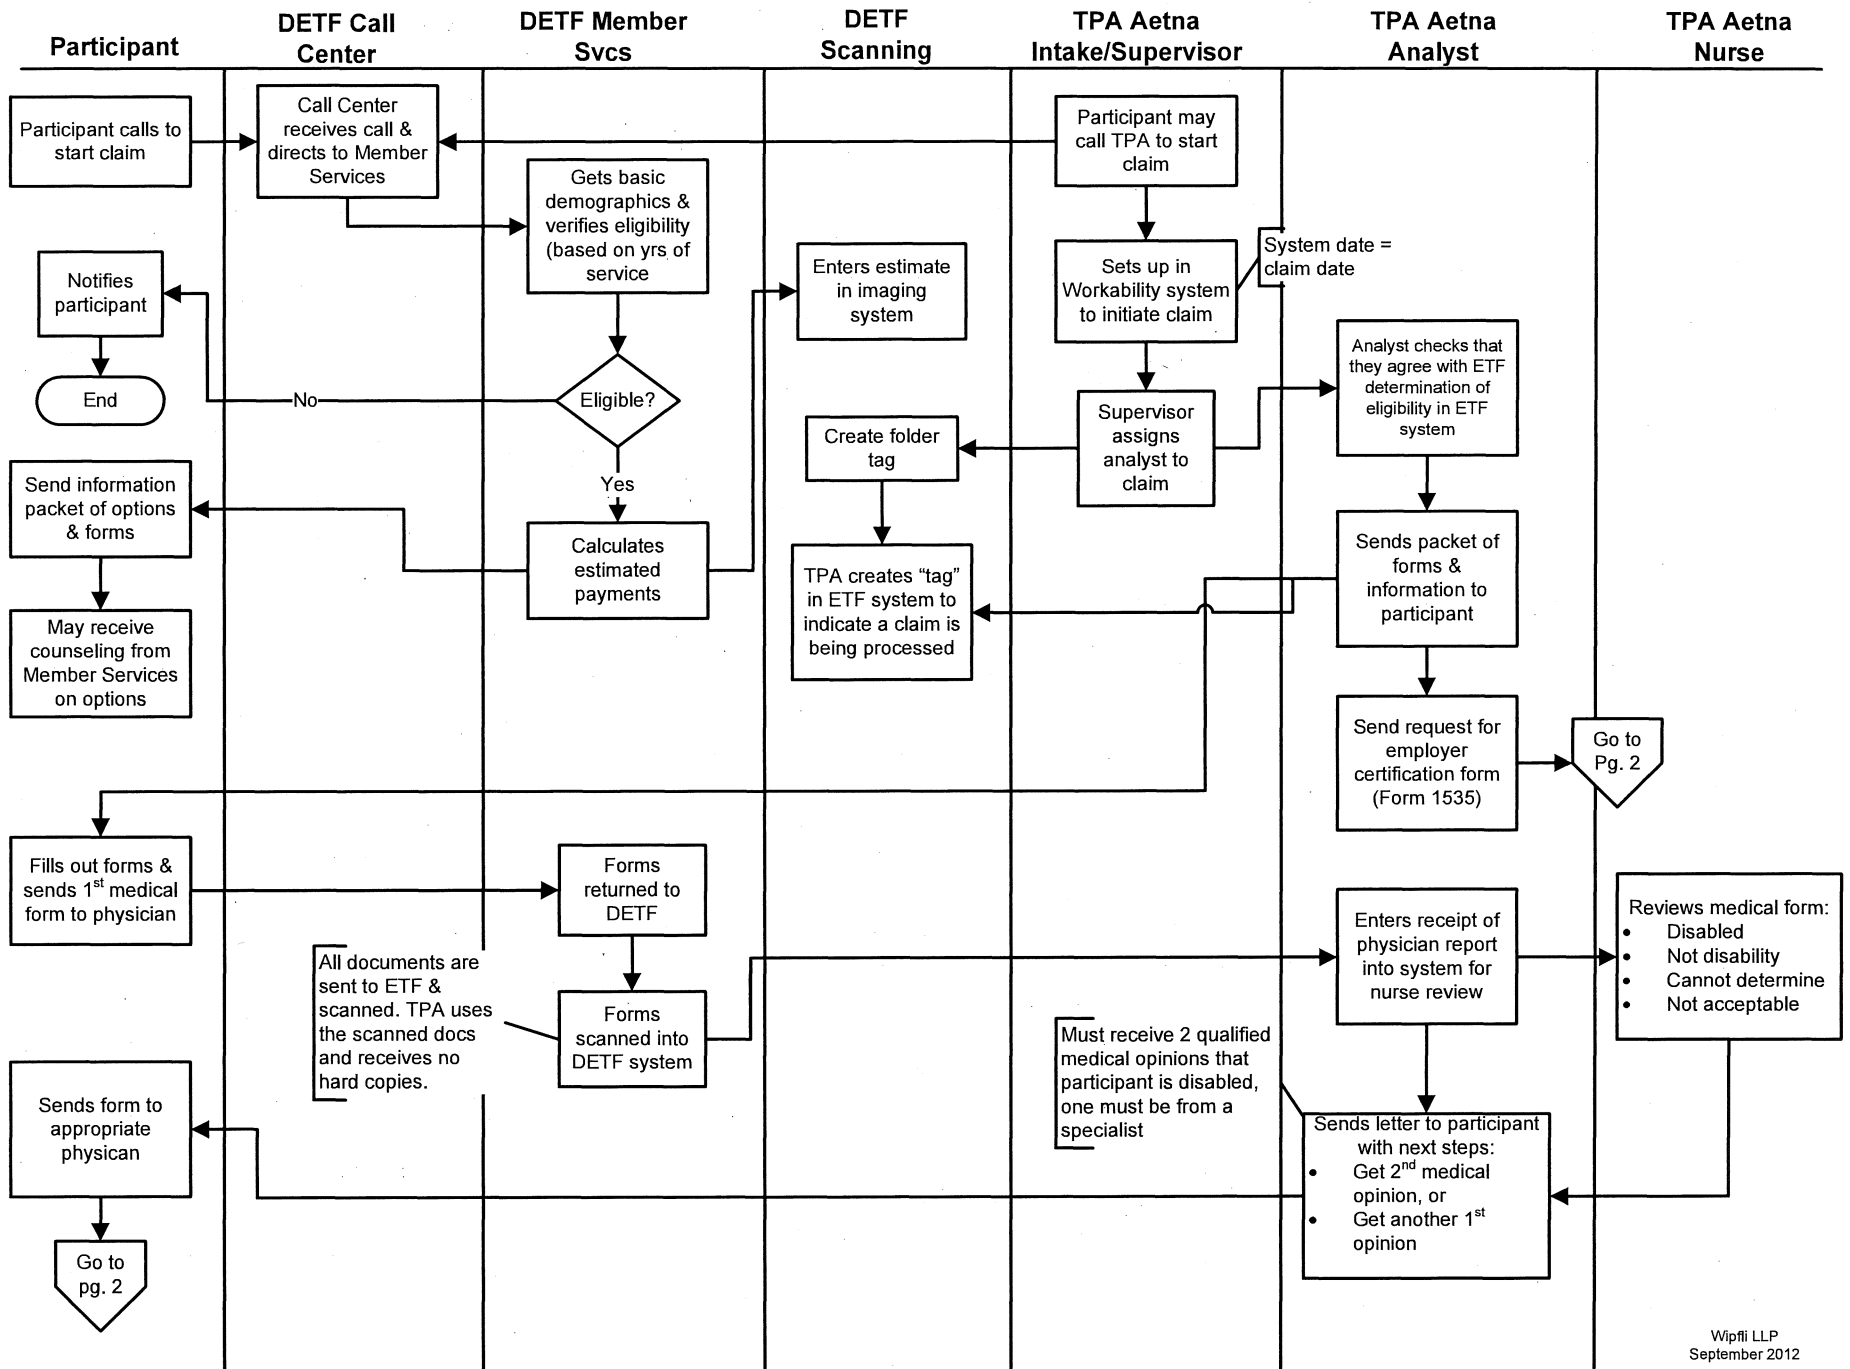 Participant
DETF Call
Center
DETF Member
Svcs
DETF
Scanning
TPA Aetna
Intake/Supervisor
TPA Aetna
Analyst
TPA Aetna
Nurse
Participant calls to
start claim
Call Center
receives call &
directs to Member
Services
Participant may
call TPA to start
claim
Gets basic
demographics &
verifies eligibility
(based on yrs of
service
Notifies
participant
End
No
Eligible?
Yes
Enters estimate
in imaging
system
Sets up in
Workability system
to initiate claim
System date =
claim date
Analyst checks that
they agree with ETF
determination of
eligibility in ETF
system
Create folder
tag
Supervisor
assigns
analyst to
claim
Send information
packet of options
& forms
Calculates
estimated
payments
TPA creates “tag”
in ETF system to
indicate a claim is
being processed
Sends packet of
forms &
information to
participant
May receive
counseling from
Member Services
on options
Send request for
employer
certification form
(Form 1535)
Go to
Pg. 2
Fills out forms &
sends 1st medical
form to physician
Forms
returned to
DETF
Enters receipt of
physician report
into system for
nurse review
Reviews medical form:
• Disabled
• Not disability
• Cannot determine
• Not acceptable
All documents are
sent to ETF &
scanned. TPA uses
the scanned docs
and receives no
hard copies.
Forms
scanned into
DETF system
Must receive 2 qualified
medical opinions that
participant is disabled,
one must be from a
specialist
Sends form to
appropriate
physican
Sends letter to participant
with next steps:
• Get 2nd medical
opinion, or
• Get another 1st
opinion
Go to
pg. 2
Wipfli LLP
September 2012